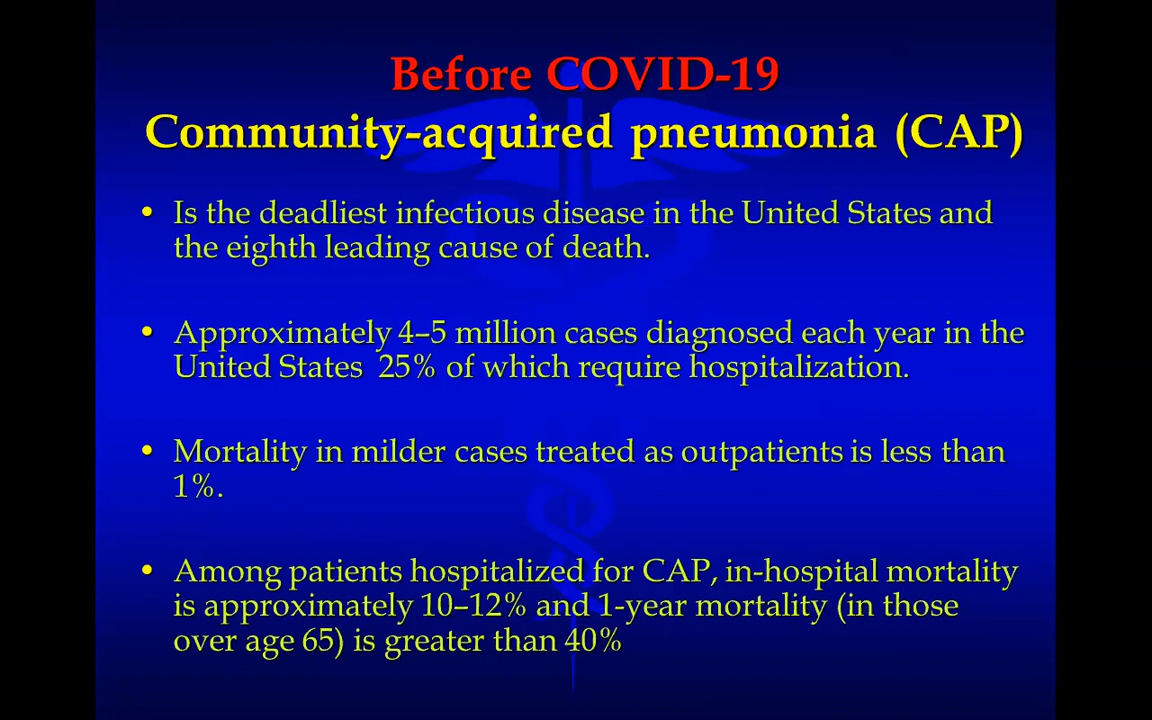 Before COVID-19
Community-acquired pneumonia (CAP)
• Is the deadliest infectious disease in the United States and
the eighth leading cause of death.
• Approximately 4–5 million cases diagnosed each year in the
United States  25% of which require hospitalization.
• Mortality in milder cases treated as outpatients is less than
1%.
• Among patients hospitalized for CAP, in-hospital mortality
is approximately 10–12% and 1-year mortality (in those
over age 65) is greater than 40%